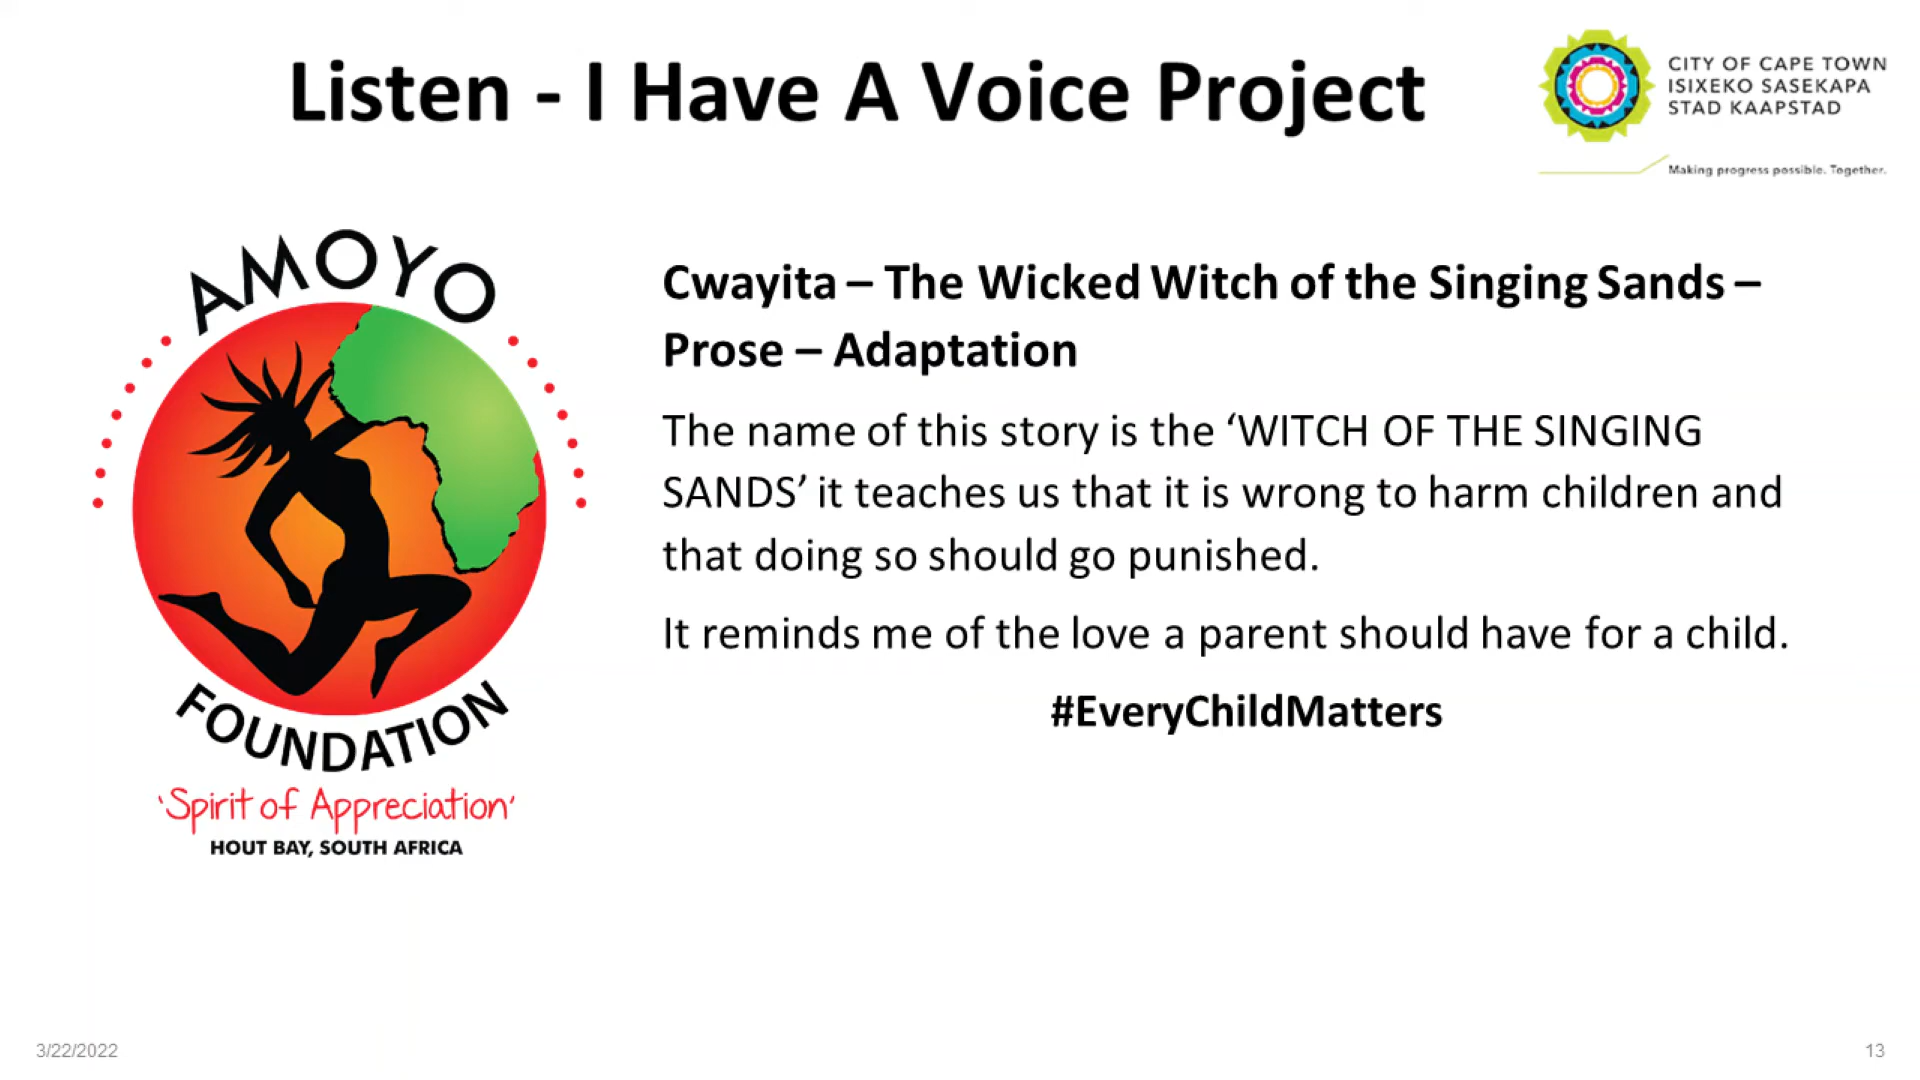 Listen - I Have A Voice Project
CITY OF CAPE TOWN
ISIXEKO SASEKAPA
STAD KAAPSTAD
Making progress possible. Together.
AMOYO
FOUNDATION
‘Spirit of Appreciation’
HOUT BAY, SOUTH AFRICA
Cwayita – The Wicked Witch of the Singing Sands –
Prose – Adaptation
The name of this story is the ‘WITCH OF THE SINGING
SANDS’ it teaches us that it is wrong to harm children and
that doing so should go punished.
It reminds me of the love a parent should have for a child.
#EveryChildMatters
3/22/2022
13